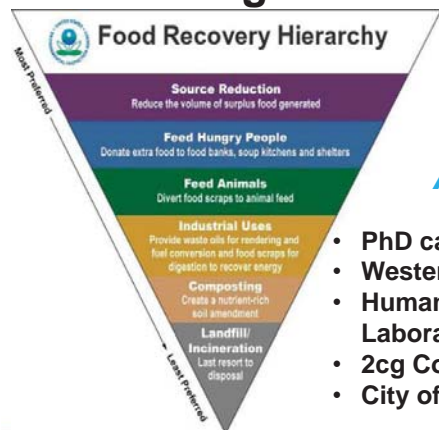 Food Recovery Hierarchy
Most Preferred
Source Reduction
Reduce the volume of surplus food generated
Feed Hungry People
Donate extra food to food banks, soup kitchens and shelters
Feed Animals
Divert food scraps to animal feed
Industrial Uses
Provide waste oils for rendering and
fuel conversion and food scraps for
digestion to recover energy
Composting
Create a nutrient-rich
soil amendment
Landfill/
Incineration
Last resort to
disposal
Least Preferred
• PhD ca
• Wester
• Human
Labora
• 2cg Co
• City of